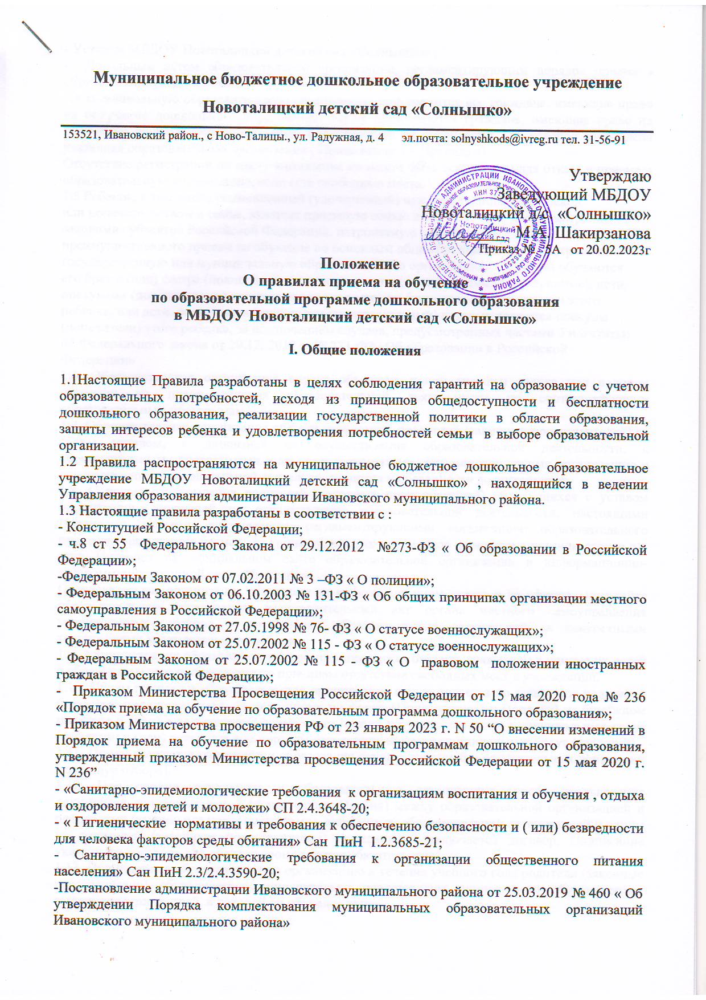 Муниципальное бюджетное дошкольное образовательное учреждение
Новоталицкий детский сад «Солнышко»
153521, Ивановский район., с Ново-Талицы., ул. Радужная, д. 4 эл.почта: solnyshkods@ivreg.ru тел. 31-56-91
Утверждаю
Заведующий МБДОУ
Новоталицкий д/с. «Солнышко»
М.А. Шакирзанова
Приказ № 5А от 20.02.2023г
Положение
О правилах приема на обучение
по образовательной программе дошкольного образования
в МБДОУ Новоталицкий детский сад «Солнышко»
I. Общие положения
1.1Настоящие Правила разработаны в целях соблюдения гарантий на образование с учетом
образовательных потребностей, исходя из принципов общедоступности и бесплатности
дошкольного образования, реализации государственной политики в области образования,
защиты интересов ребенка и удовлетворения потребностей семьи в выборе образовательной
организации.
1.2 Правила распространяются на муниципальное бюджетное дошкольное образовательное
учреждение МБДОУ Новоталицкий детский сад «Солнышко» , находящийся в ведении
Управления образования администрации Ивановского муниципального района.
1.3 Настоящие правила разработаны в соответствии с :
- Конституцией Российской Федерации;
- ч.8 ст 55 Федерального Закона от 29.12.2012 №273-ФЗ « Об образовании в Российской
Федерации»;
-Федеральным Законом от 07.02.2011 № 3 –ФЗ « О полиции»;
- Федеральным Законом от 06.10.2003 № 131-ФЗ « Об общих принципах организации местного
самоуправления в Российской Федерации»;
- Федеральным Законом от 27.05.1998 № 76- ФЗ « О статусе военнослужащих»;
- Федеральным Законом от 25.07.2002 № 115 - ФЗ « О статусе военнослужащих»;
- Федеральным Законом от 25.07.2002 № 115 - ФЗ « О правовом положении иностранных
граждан в Российской Федерации»;
- Приказом Министерства Просвещения Российской Федерации от 15 мая 2020 года № 236
«Порядок приема на обучение по образовательным программа дошкольного образования»;
- Приказом Министерства просвещения РФ от 23 января 2023 г. N 50 “О внесении изменений в
Порядок приема на обучение по образовательным программам дошкольного образования,
утвержденный приказом Министерства просвещения Российской Федерации от 15 мая 2020 г.
N 236”
- «Санитарно-эпидемиологические требования к организациям воспитания и обучения , отдыха
и оздоровления детей и молодежи» СП 2.4.3648-20;
- « Гигиенические нормативы и требования к обеспечению безопасности и ( или) безвредности
для человека факторов среды обитания» Сан ПиН 1.2.3685-21;
- Санитарно-эпидемиологические требования к организации общественного питания
населения» Сан ПиН 2.3/2.4.3590-20;
-Постановление администрации Ивановского муниципального района от 25.03.2019 № 460 « Об
утверждении Порядка комплектования муниципальных образовательных организаций
Ивановского муниципального района»